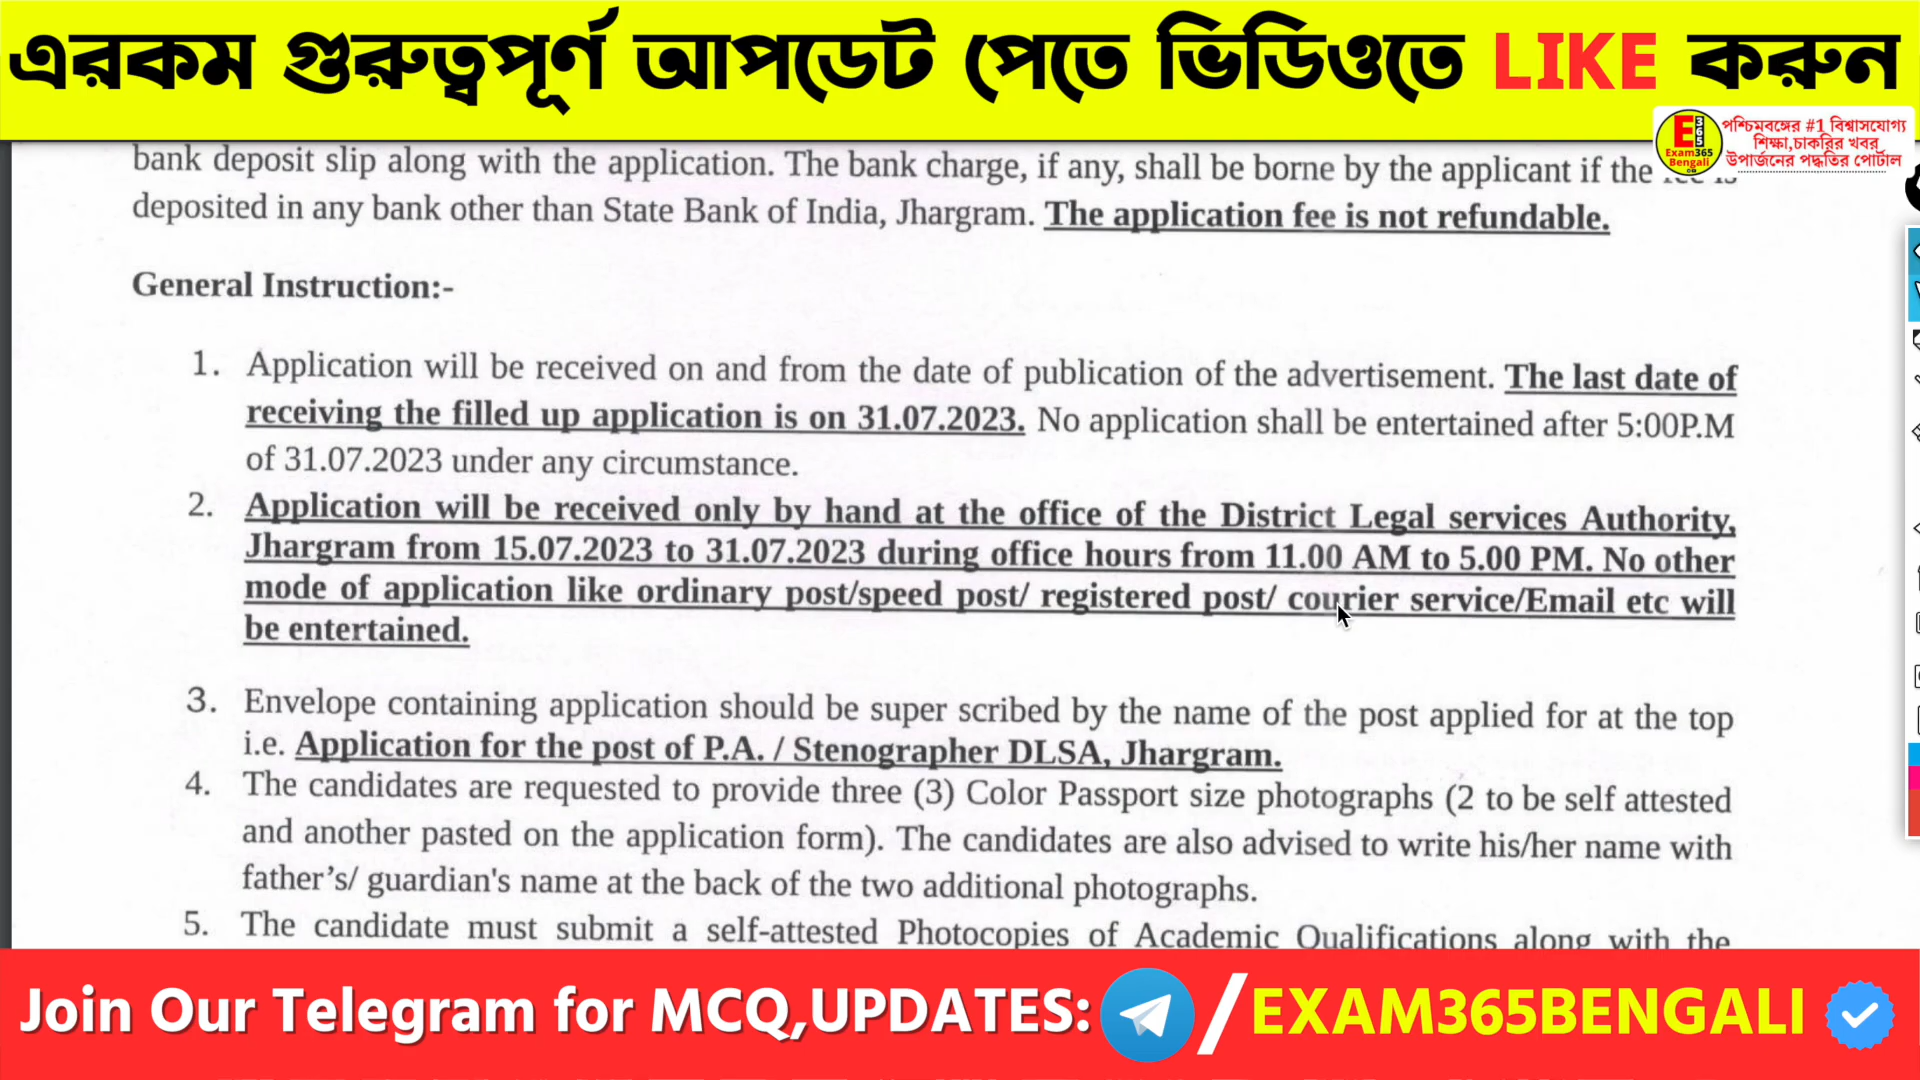 এরকম গুরুত্বপূর্ণ আপডেট পেতে ভিডিওতে LIKE করুন
E 365
Exam365
Bengali
পশ্চিমবঙ্গের #1 বিশ্বাসযোগ্য
শিক্ষা,চাকরির খবর
উপার্জনের পদ্ধতির পোর্টাল
bank deposit slip along with the application. The bank charge, if any, shall be borne by the applicant if the
deposited in any bank other than State Bank of India, Jhargram. The application fee is not refundable.
General Instruction:-
1. Application will be received on and from the date of publication of the advertisement. The last date of
receiving the filled up application is on 31.07.2023. No application shall be entertained after 5:00P.M
of 31.07.2023 under any circumstance.
2. Application will be received only by hand at the office of the District Legal services Authority,
Jhargram from 15.07.2023 to 31.07.2023 during office hours from 11.00 AM to 5.00 PM. No other
mode of application like ordinary post/speed post/ registered post/ courier service/Email etc will
be entertained.
3. Envelope containing application should be super scribed by the name of the post applied for at the top
i.e. Application for the post of P.A. / Stenographer DLSA, Jhargram.
4. The candidates are requested to provide three (3) Color Passport size photographs (2 to be self attested
and another pasted on the application form). The candidates are also advised to write his/her name with
father's/ guardian's name at the back of the two additional photographs.
5. The candidate must submit a self-attested Photocopies of Academic Qualifications along with the
Join Our Telegram for MCQ,UPDATES: /EXAM365BENGALI